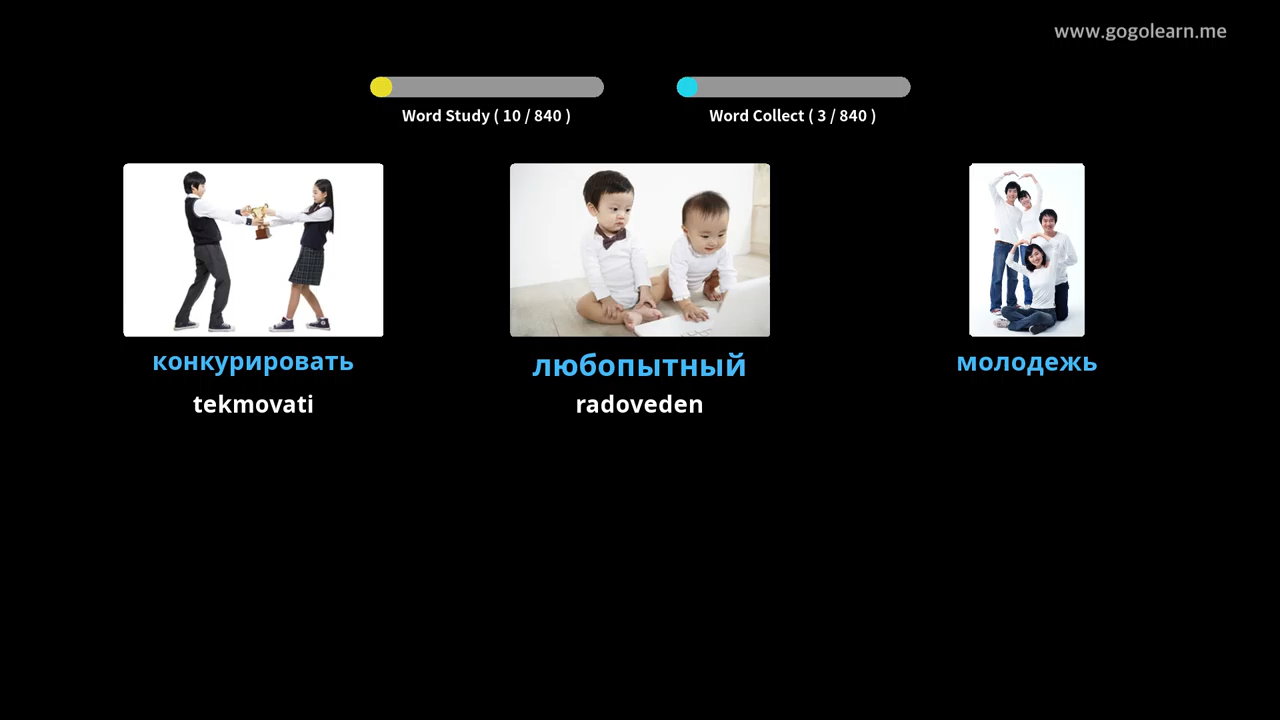 www.gogolearn.me
Word Study ( 10 / 840 )
Word Collect ( 3 / 840 )
конкурировать
любопытный
молодежь
tekmovati
radoveden